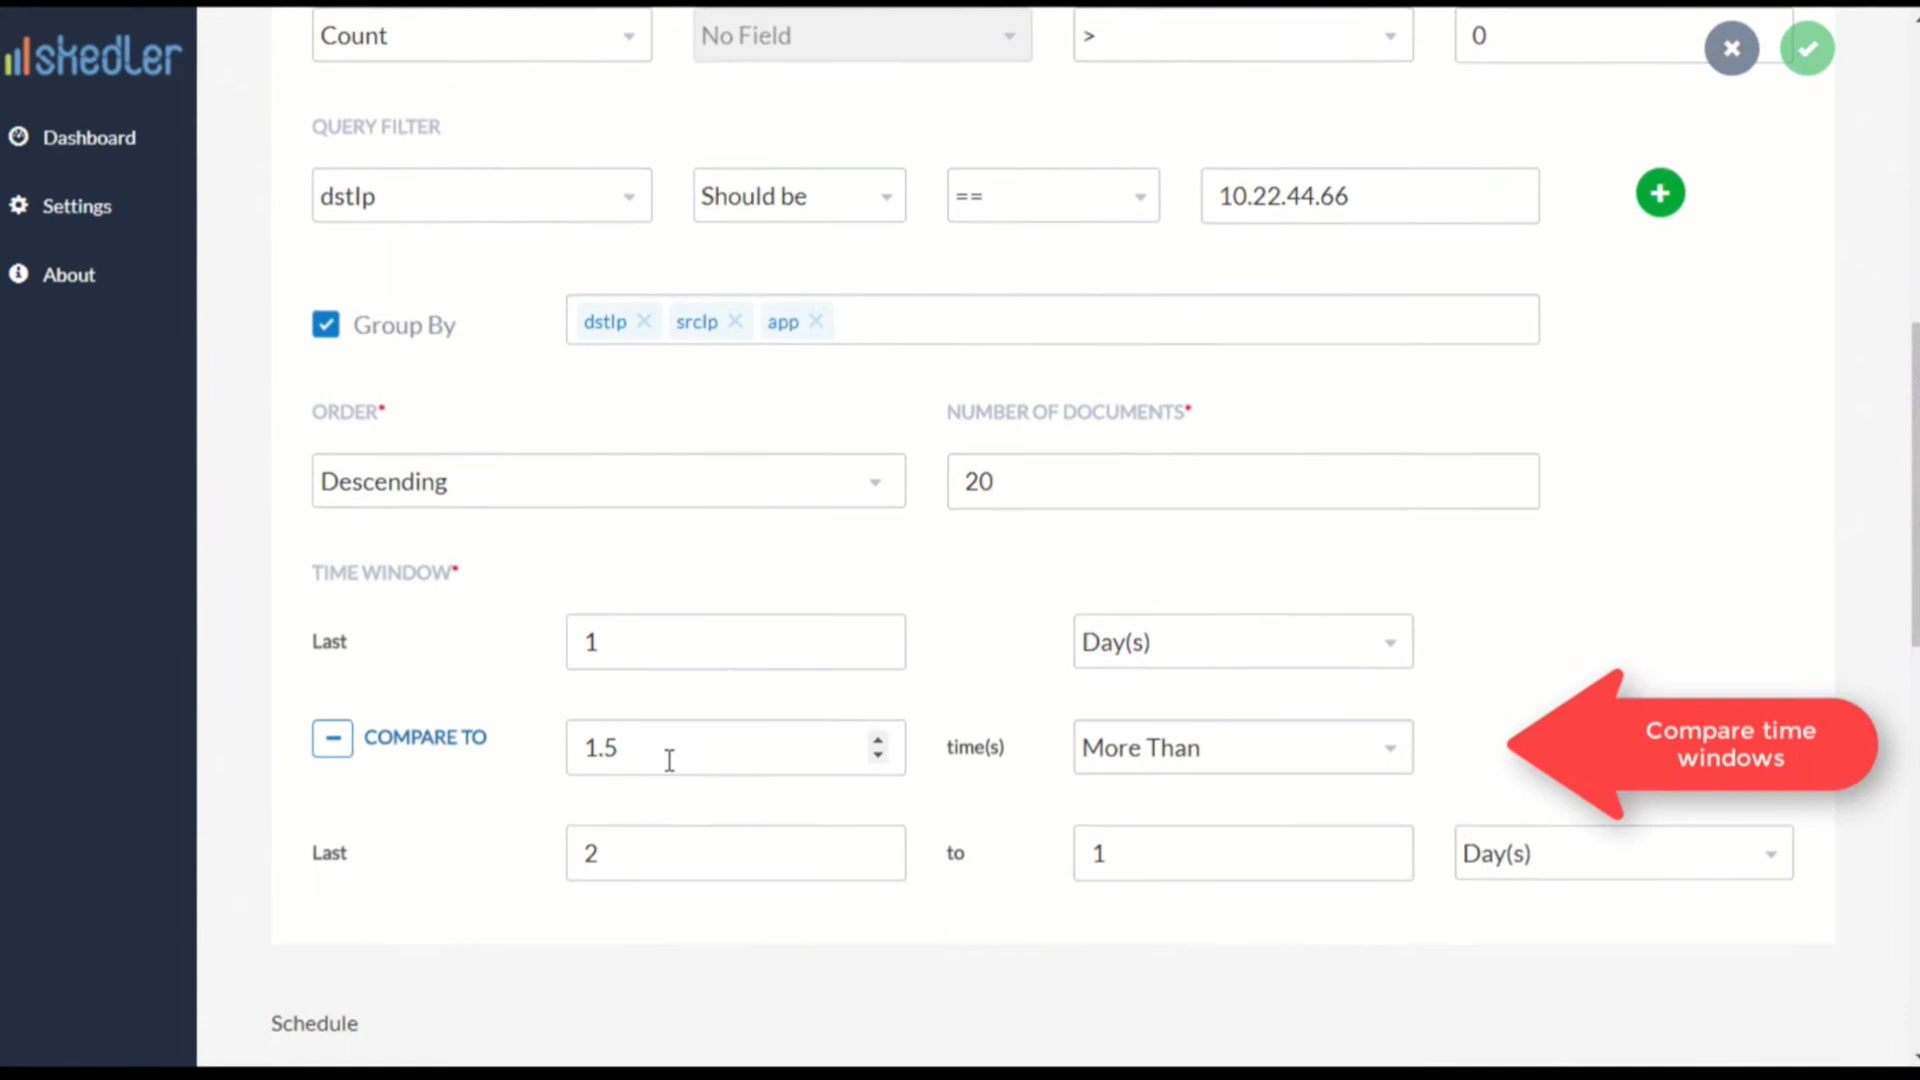 skedler
Dashboard
Settings
About
Count
No Field
>
0
QUERY FILTER
dstIp
Should be
==
10.22.44.66
Group By
dstIp
srcIp
app
ORDER*
NUMBER OF DOCUMENTS*
Descending
20
TIME WINDOW*
Last
1
Day(s)
COMPARE TO
1.5
time(s)
More Than
Compare time
windows
Last
2
to
1
Day(s)
Schedule